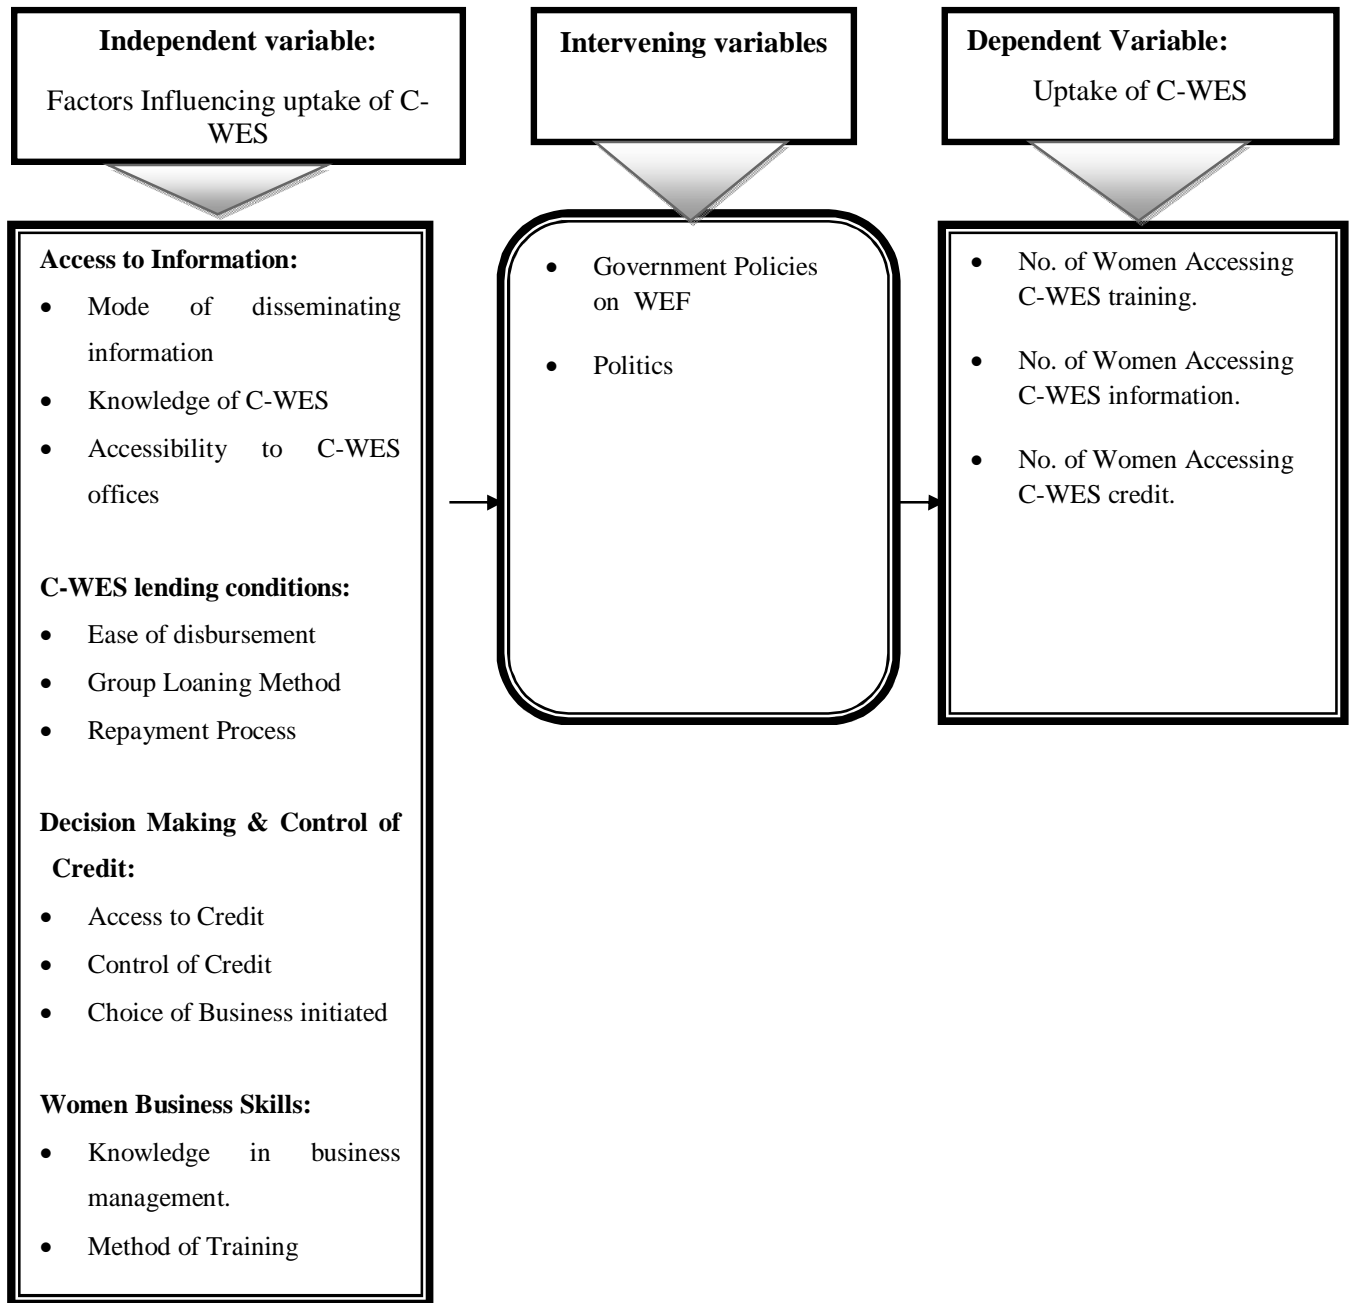 Independent variable:
Factors Influencing uptake of C-
WES
Intervening variables
Dependent Variable:
Uptake of C-WES
Access to Information:
• Mode of disseminating
information
• Knowledge of C-WES
• Accessibility to C-WES
offices
C-WES lending conditions:
• Ease of disbursement
• Group Loaning Method
• Repayment Process
Decision Making & Control of
Credit:
• Access to Credit
• Control of Credit
• Choice of Business initiated
Women Business Skills:
• Knowledge in business
management.
• Method of Training
• Government Policies
on WEF
• Politics
• No. of Women Accessing
C-WES training.
• No. of Women Accessing
C-WES information.
• No. of Women Accessing
C-WES credit.